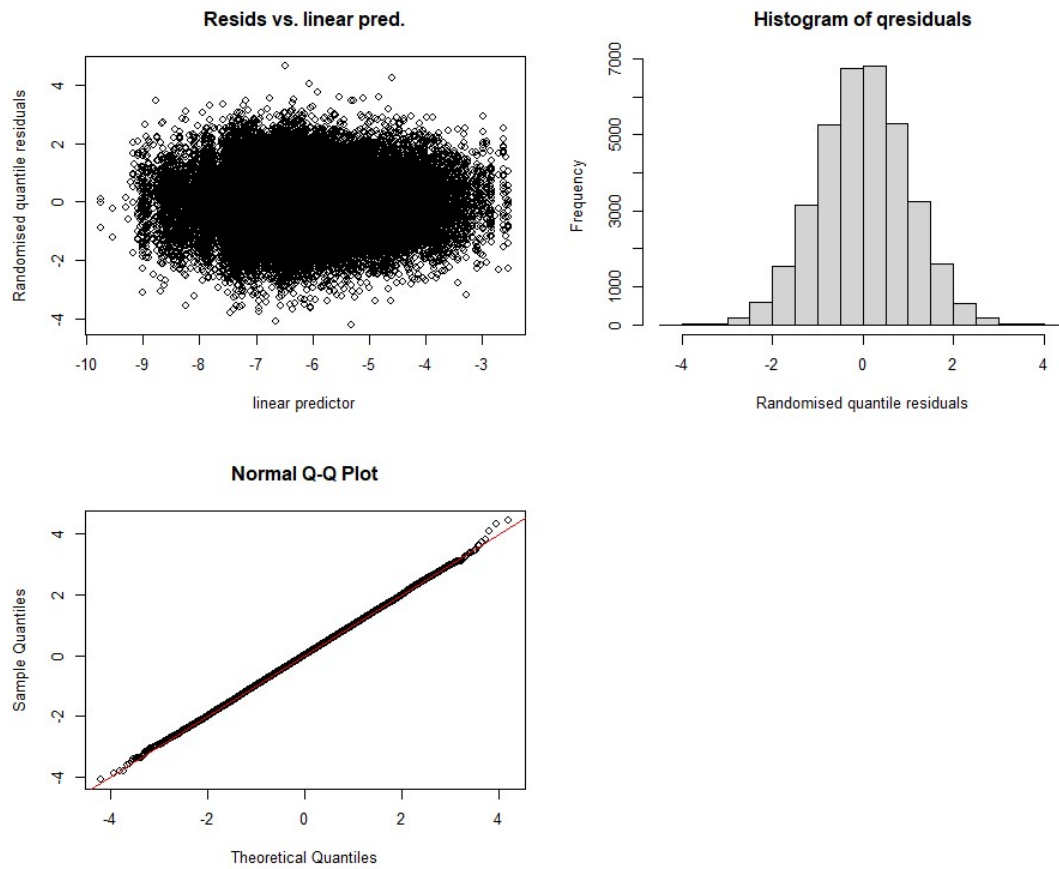 Resids vs. linear pred.
Randomised quantile residuals
4
2
0
-2
-4
-10 -9 -8 -7 -6 -5 -4 -3
linear predictor
Histogram of qresiduals
Frequency
7000
5000
3000
1000
0
-4 -2 0 2 4
Randomised quantile residuals
Normal Q-Q Plot
Sample Quantiles
4
2
0
-2
-4
-4 -2 0 2 4
Theoretical Quantiles